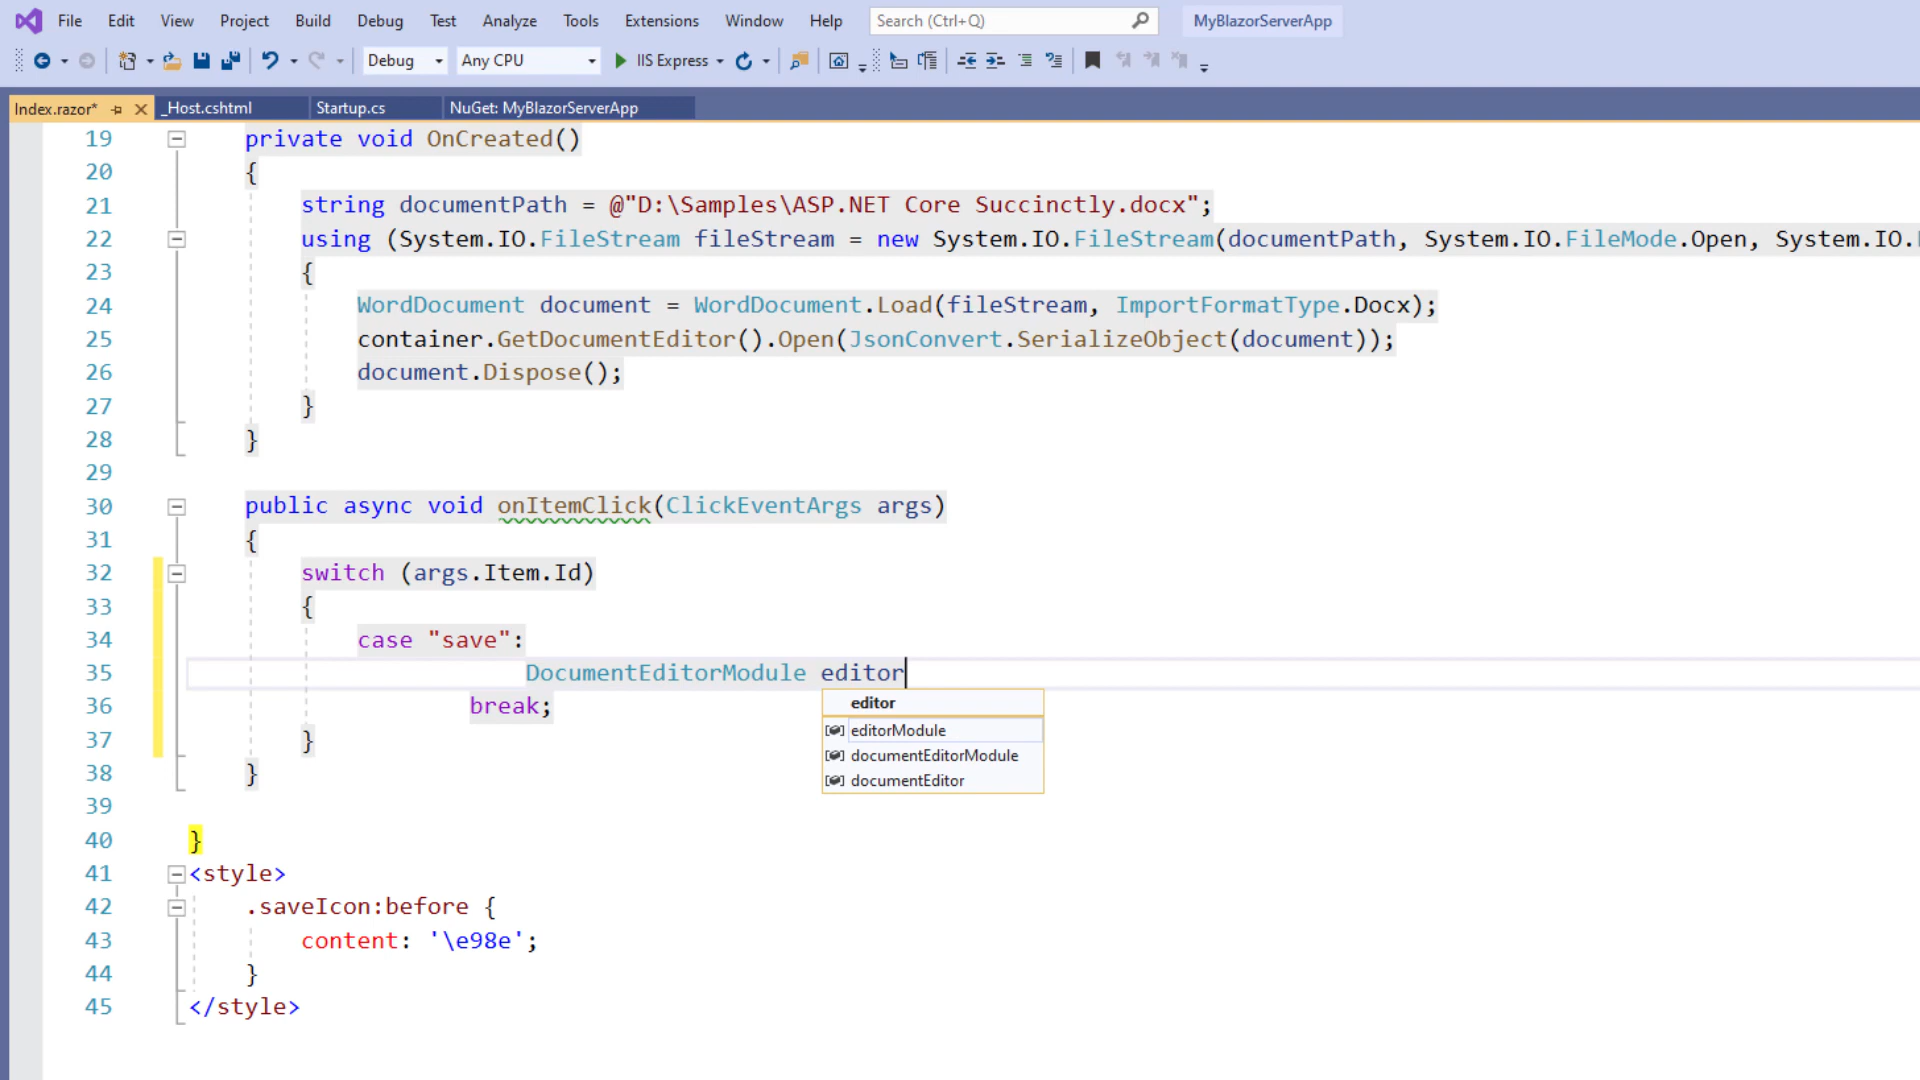 File Edit View Project Build Debug Test Analyze Tools Extensions Window Help Search (Ctrl+Q) MyBlazorServerApp
Debug Any CPU IIS Express
Index.razor* _Host.cshtml Startup.cs NuGet: MyBlazorServerApp
19 private void OnCreated()
20 {
21 string documentPath = @"D:\Samples\ASP.NET Core Succinctly.docx";
22 using (System.IO.FileStream fileStream = new System.IO.FileStream(documentPath, System.IO.FileMode.Open, System.IO.
23 {
24 WordDocument document = WordDocument.Load(fileStream, ImportFormatType.Docx);
25 container.GetDocumentEditor().Open(JsonConvert.SerializeObject(document));
26 document.Dispose();
27 }
28 }
29
30 public async void onItemClick(ClickEventArgs args)
31 {
32 switch (args.Item.Id)
33 {
34 case "save":
35 DocumentEditorModule editor
36 break;
editor
editorModule
documentEditorModule
documentEditor
37 }
38 }
39
40 }
41 <style>
42 .saveIcon:before {
43 content: '\e98e';
44 }
45 </style>